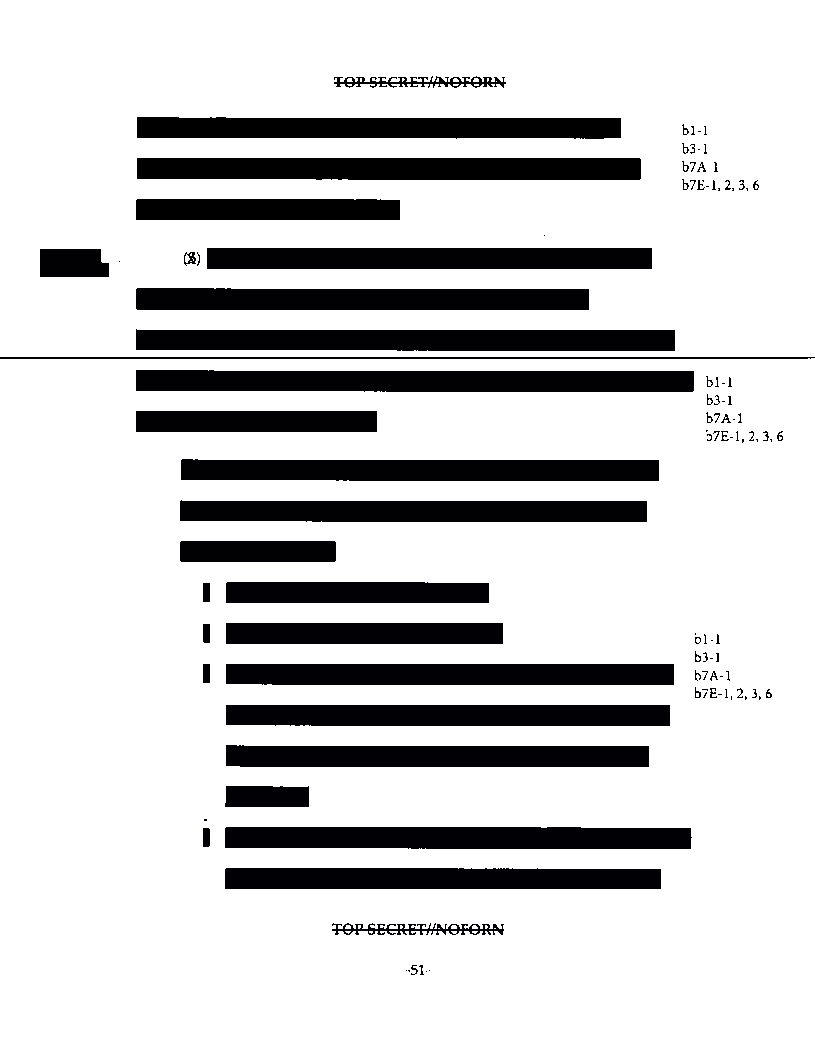 TOP SECRET//NOFORN
b1-1
b3-1
b7A-1
b7E-1, 2, 3, 6
b1-1
b3-1
b7A-1
b7E-1, 2, 3, 6
b1-1
b3-1
b7A-1
b7E-1, 2, 3, 6
TOP SECRET//NOFORN
-51-